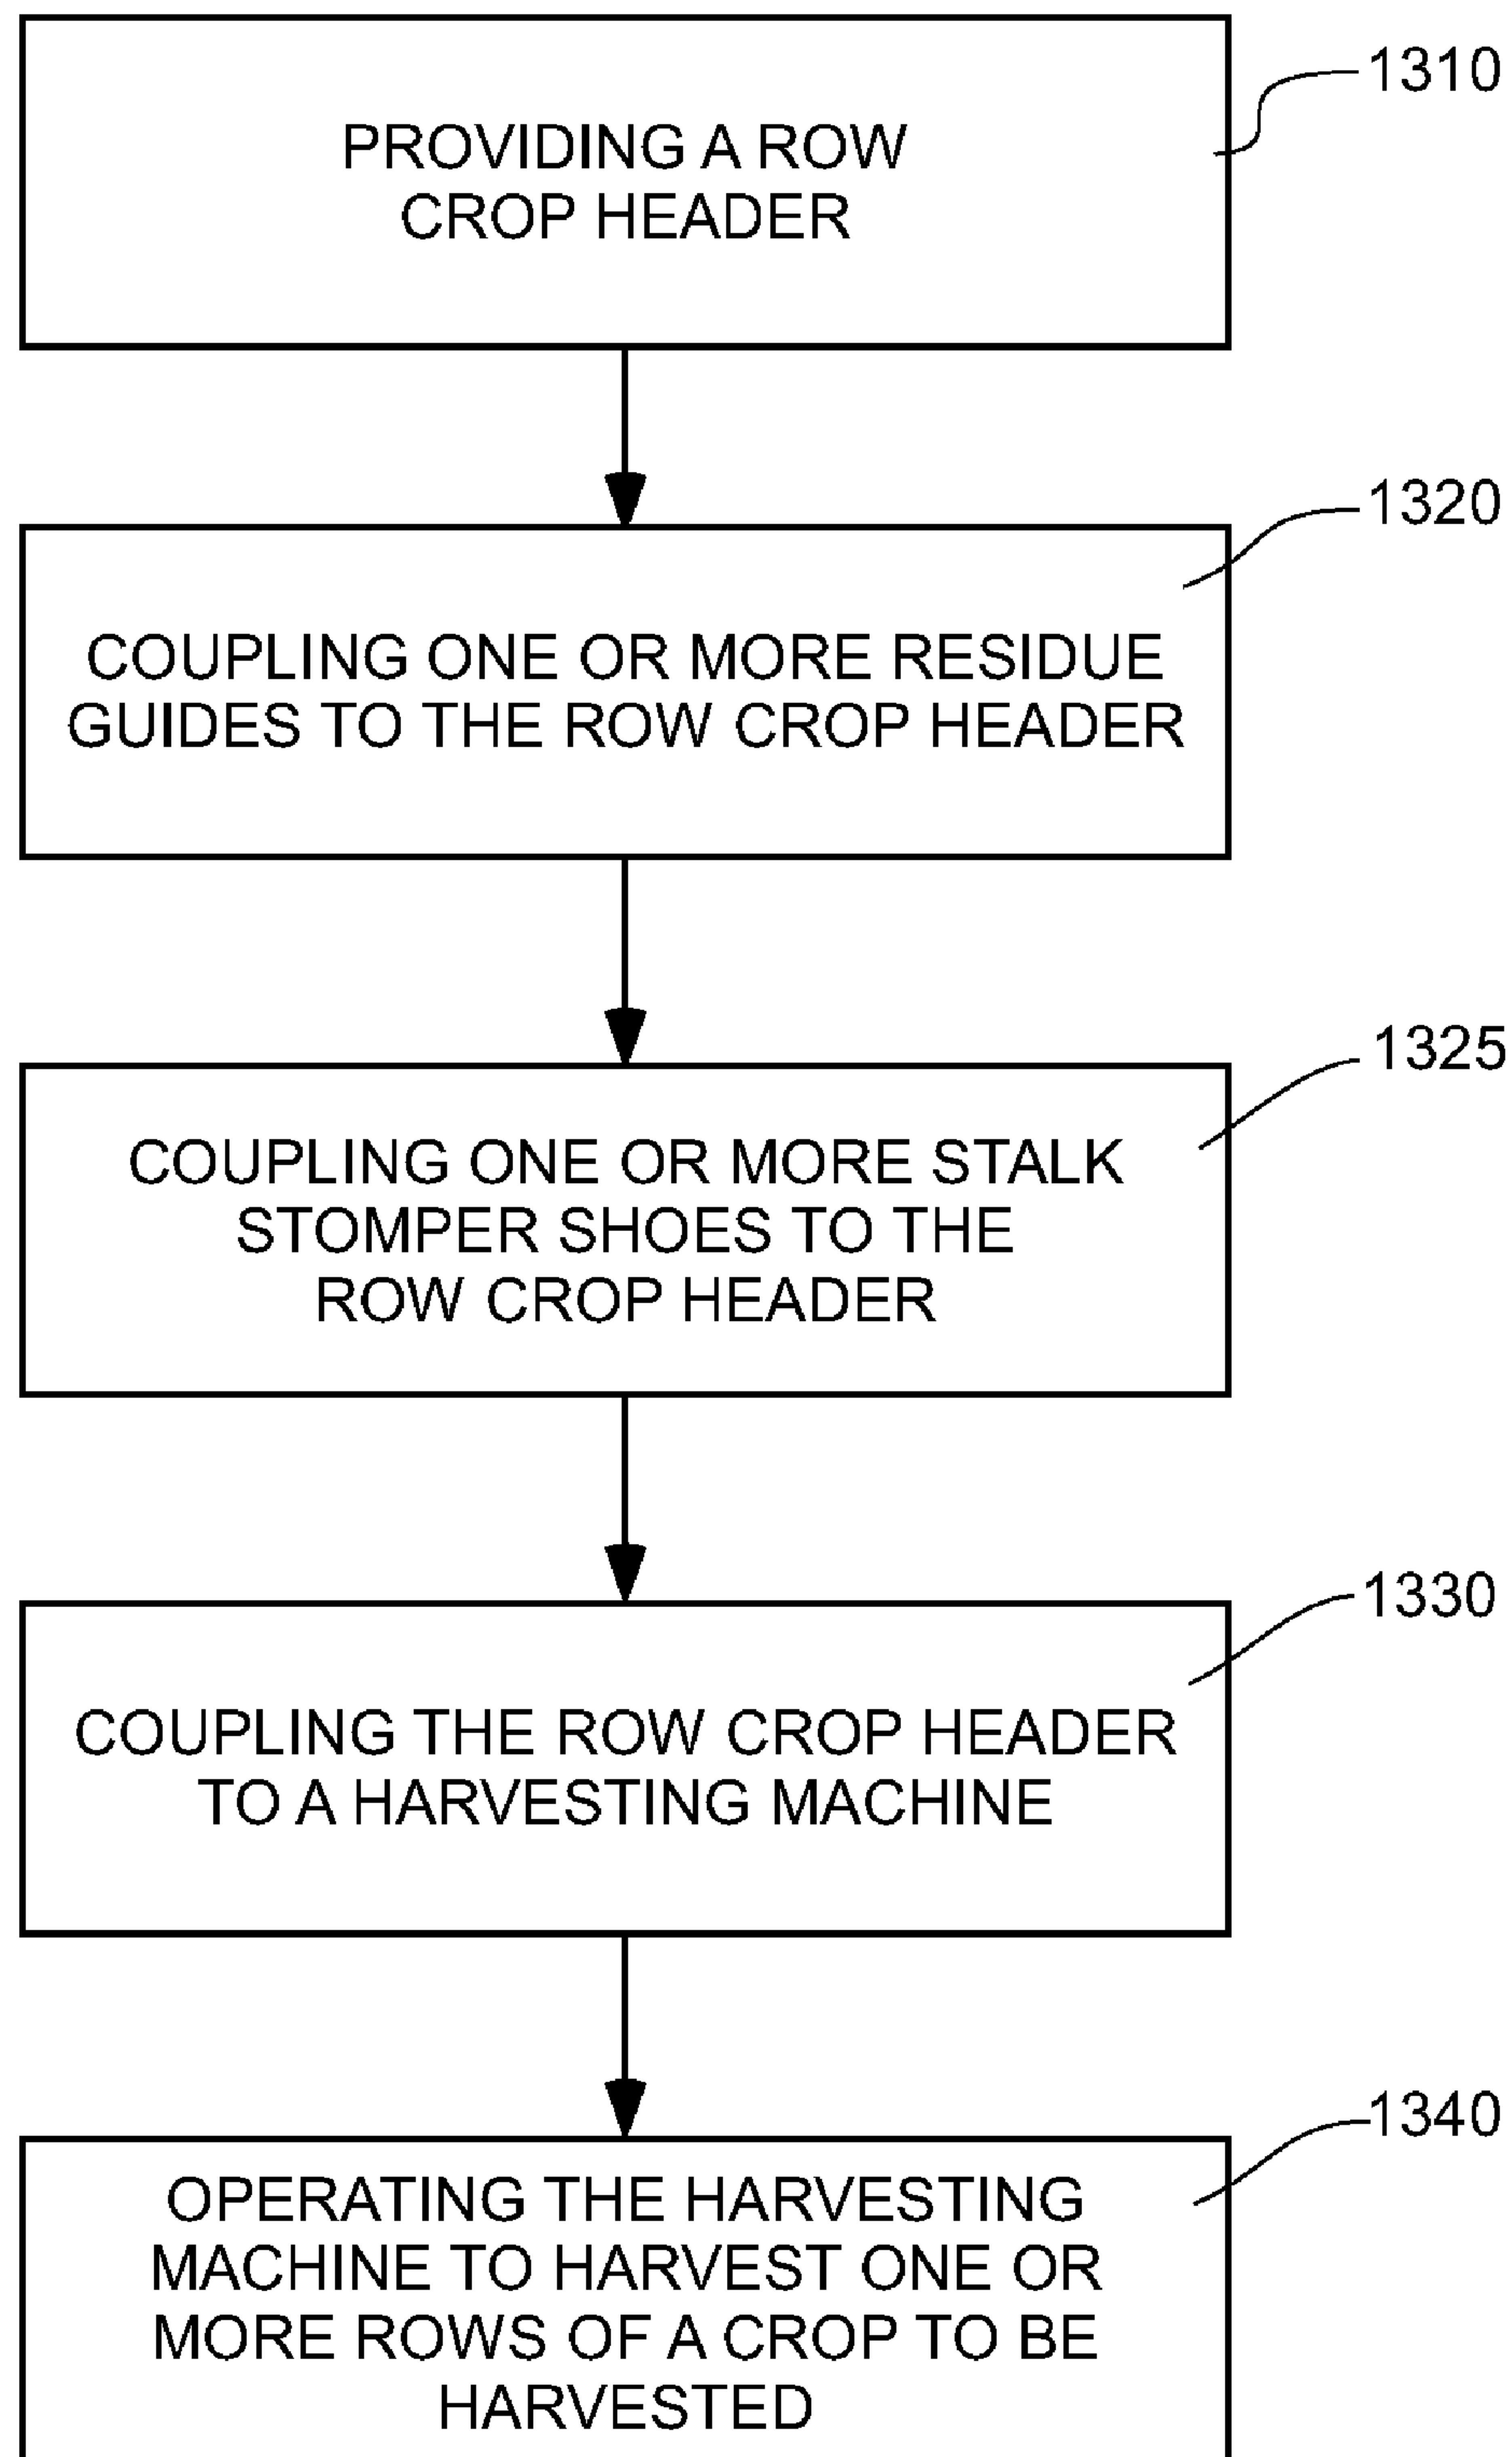 1310
PROVIDING A ROW
CROP HEADER
1320
COUPLING ONE OR MORE RESIDUE
GUIDES TO THE ROW CROP HEADER
1325
COUPLING ONE OR MORE STALK
STOMPER SHOES TO THE
ROW CROP HEADER
1330
COUPLING THE ROW CROP HEADER
TO A HARVESTING MACHINE
1340
OPERATING THE HARVESTING
MACHINE TO HARVEST ONE OR
MORE ROWS OF A CROP TO BE
HARVESTED